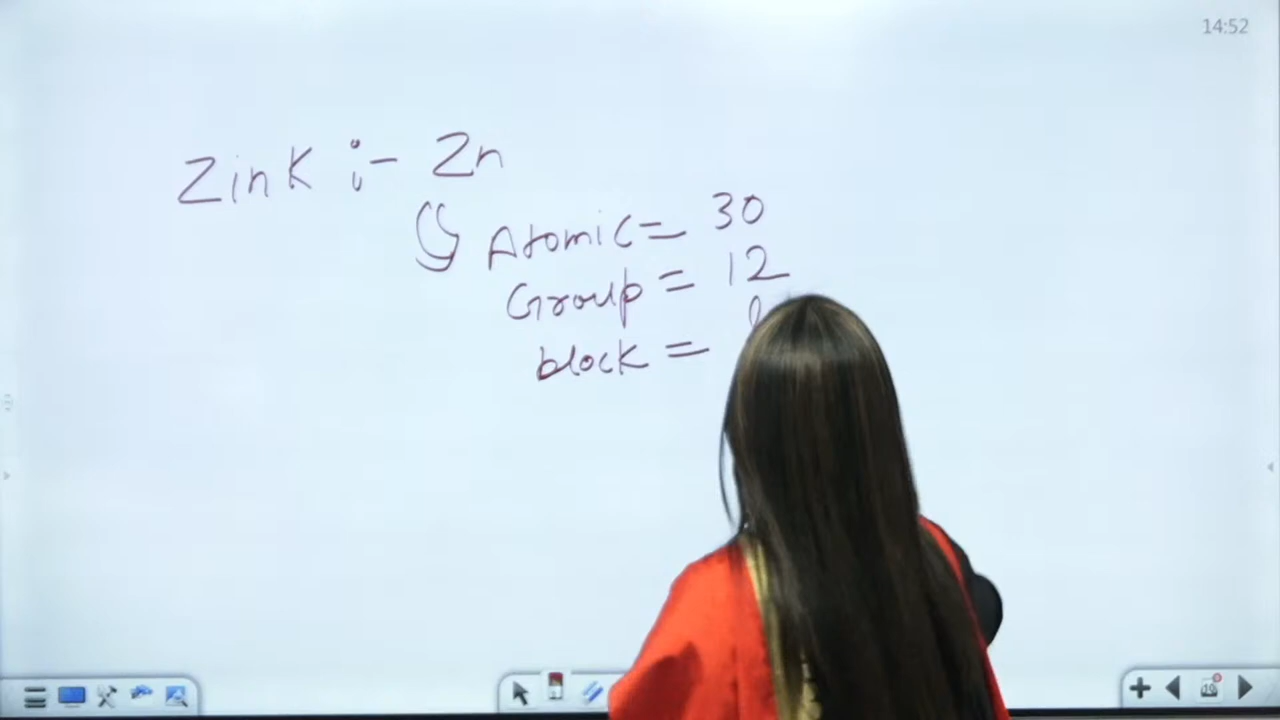 14:52
Zink :- Zn
Atomic = 30
Group = 12
block =